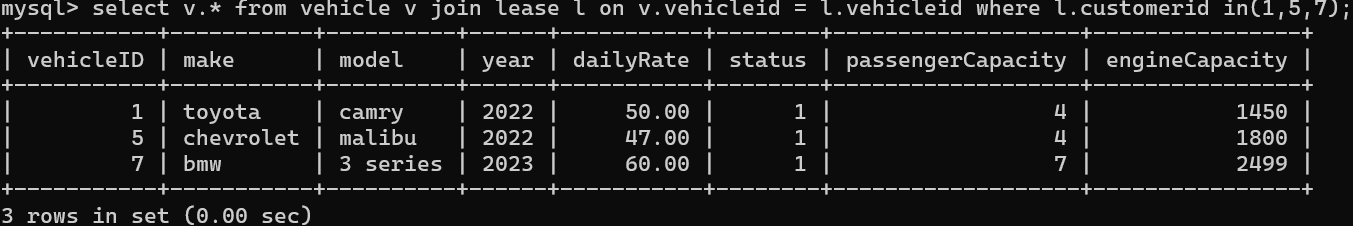 mysql> select v.* from vehicle v join lease l on v.vehicleid = l.vehicleid where l.customerid in(1,5,7);
+-----------+-----------+----------+------+-----------+--------+-------------------+----------------+
| vehicleID | make      | model    | year | dailyRate | status | passengerCapacity | engineCapacity |
+-----------+-----------+----------+------+-----------+--------+-------------------+----------------+
|         1 | toyota    | camry    | 2022 |     50.00 |      1 |                 4 |           1450 |
|         5 | chevrolet | malibu   | 2022 |     47.00 |      1 |                 4 |           1800 |
|         7 | bmw       | 3 series | 2023 |     60.00 |      1 |                 7 |           2499 |
+-----------+-----------+----------+------+-----------+--------+-------------------+----------------+
3 rows in set (0.00 sec)